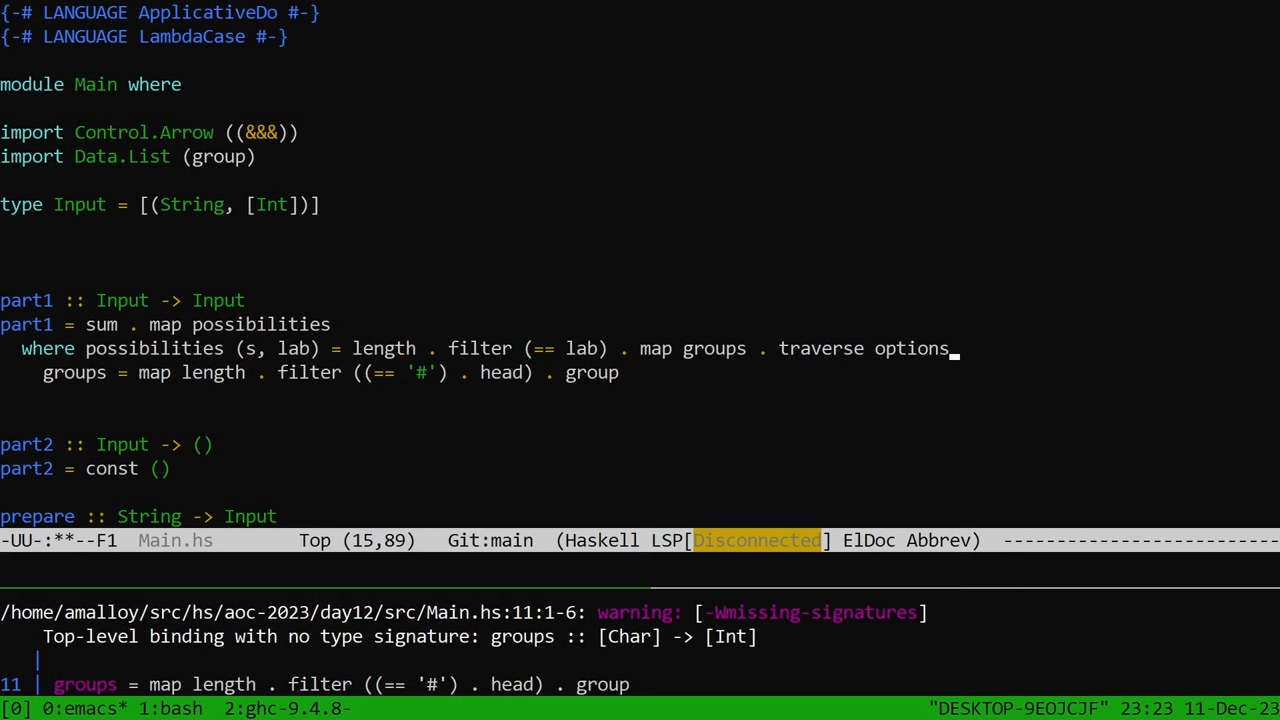 {-# LANGUAGE ApplicativeDo #-}
{-# LANGUAGE LambdaCase #-}
module Main where
import Control.Arrow ((&&&))
import Data.List (group)
type Input = [(String, [Int])]
part1 :: Input -> Input
part1 = sum . map possibilities
  where possibilities (s, lab) = length . filter (== lab) . map groups . traverse options
    groups = map length . filter ((== '#') . head) . group
part2 :: Input -> ()
part2 = const ()
prepare :: String -> Input
-UU-:**--F1  Main.hs        Top (15,89)   Git:main  (Haskell LSP[Disconnected] ElDoc Abbrev) --------------------------
/home/amalloy/src/hs/aoc-2023/day12/src/Main.hs:11:1-6: warning: [-Wmissing-signatures]
    Top-level binding with no type signature: groups :: [Char] -> [Int]
   |
11 | groups = map length . filter ((== '#') . head) . group
[0] 0:emacs* 1:bash  2:ghc-9.4.8-                "DESKTOP-9EOJCJF" 23:23 11-Dec-23